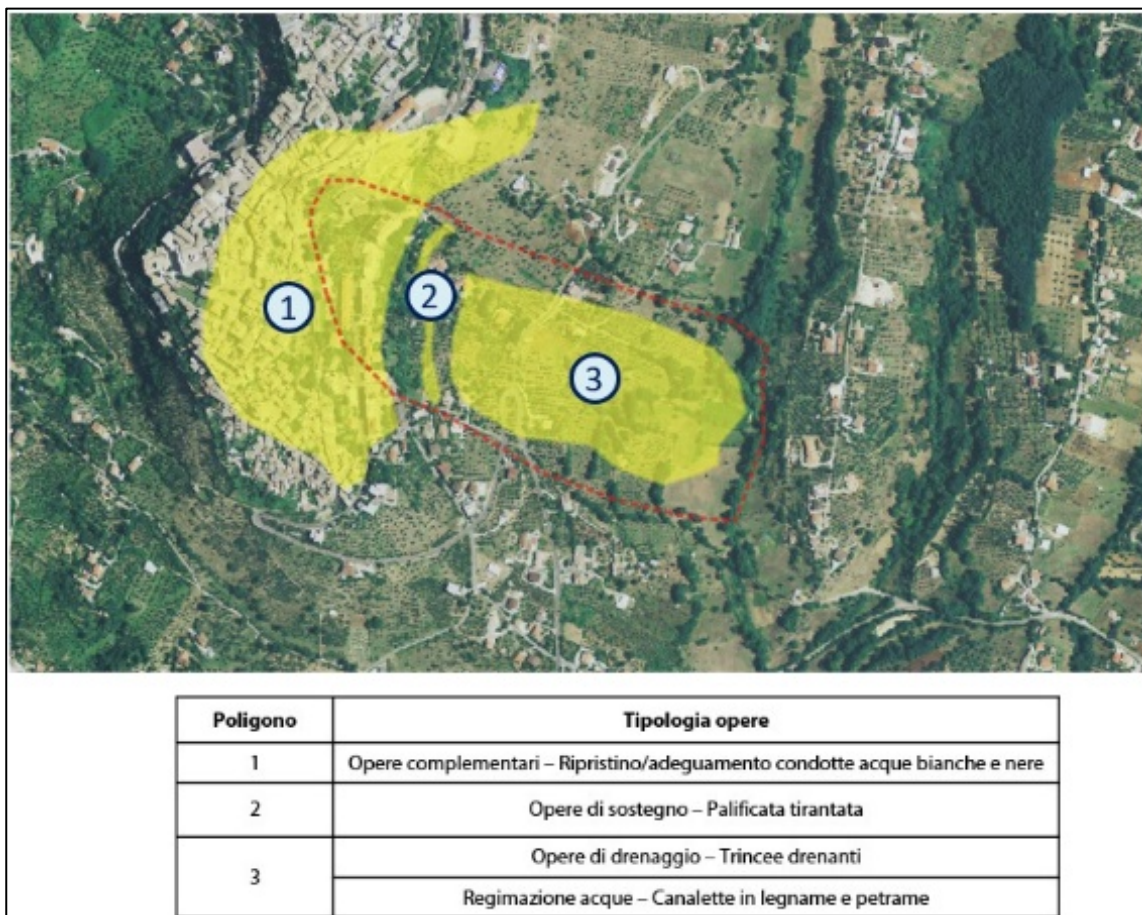 1
2
3
Poligono Tipologia opere
1 Opere complementari – Ripristino/adeguamento condotte acque bianche e nere
2 Opere di sostegno – Palificata tirantata
3 Opere di drenaggio – Trincee drenanti
Regimazione acque – Canalette in legname e petrame